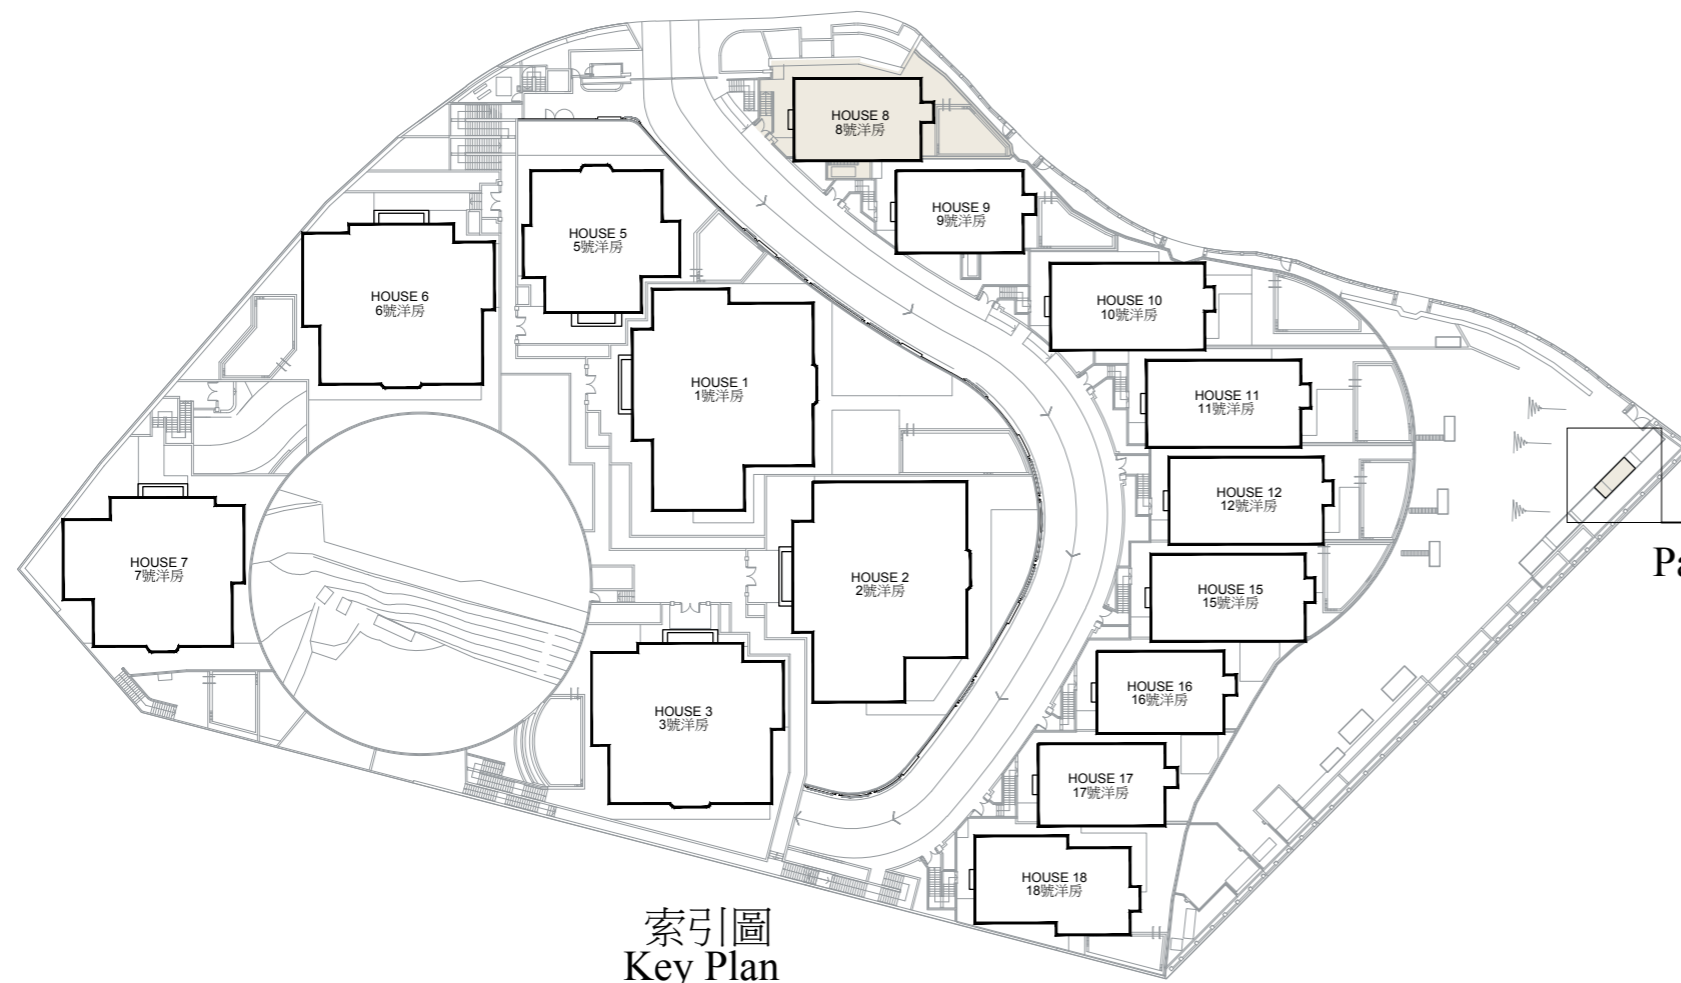 HOUSE 8
8號洋房
HOUSE 9
9號洋房
HOUSE 5
5號洋房
HOUSE 6
6號洋房
HOUSE 10
10號洋房
HOUSE 1
1號洋房
HOUSE 11
11號洋房
HOUSE 12
12號洋房
HOUSE 7
7號洋房
Pa
HOUSE 2
2號洋房
HOUSE 15
15號洋房
HOUSE 16
16號洋房
HOUSE 3
3號洋房
HOUSE 17
17號洋房
HOUSE 18
18號洋房
索引圖
Key Plan